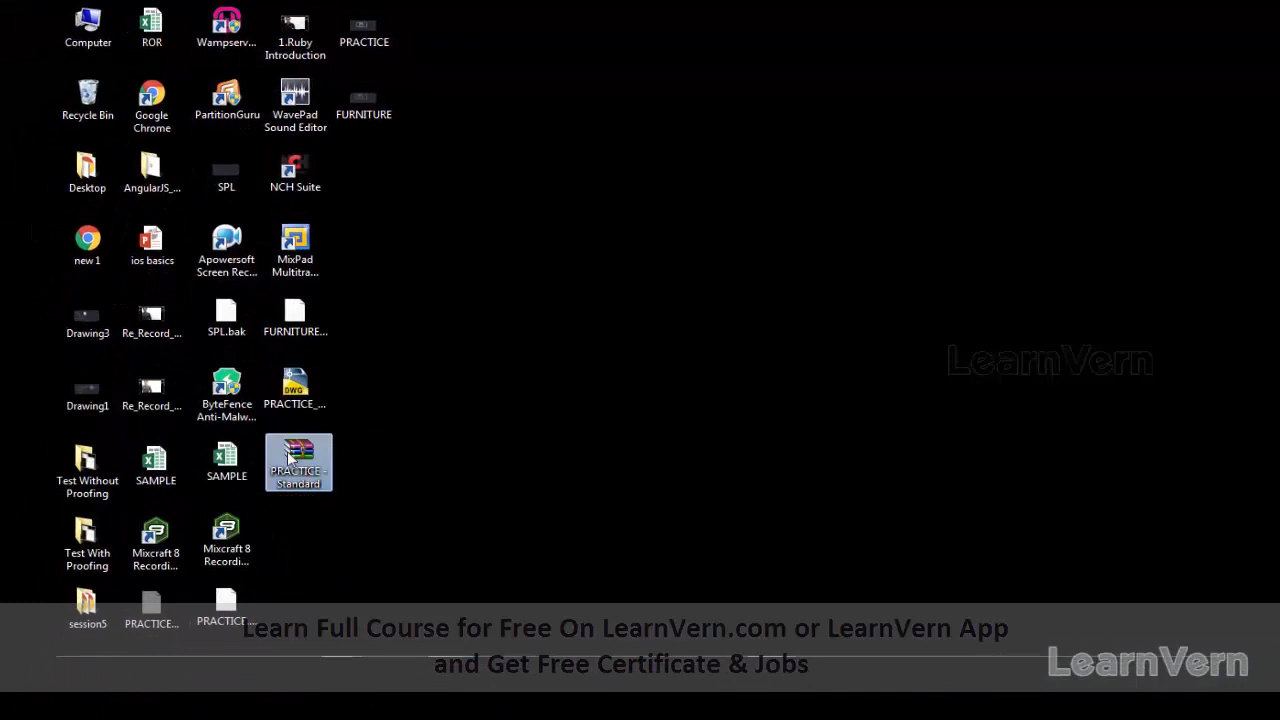 Computer
ROR
Wampserv...
1.Ruby
Introduction
PRACTICE
Recycle Bin
Google
Chrome
PartitionGuru
WavePad
Sound Editor
FURNITURE
Desktop
AngularJS_...
SPL
NCH Suite
new 1
ios basics
Apowersoft
Screen Rec...
MixPad
Multitra...
Drawing3
Re_Record_...
SPL.bak
FURNITURE...
LearnVern
Drawing1
Re_Record_...
ByteFence
Anti-Malw...
DWG
PRACTICE_...
Test Without
Proofing
SAMPLE
SAMPLE
PRACTICE -
Standard
Test With
Proofing
Mixcraft 8
Recordi...
Mixcraft 8
Recordi...
session5
PRACTICE...
PRACTICE....
Learn Full Course for Free On LearnVern.com or LearnVern App
and Get Free Certificate & Jobs
LearnVern